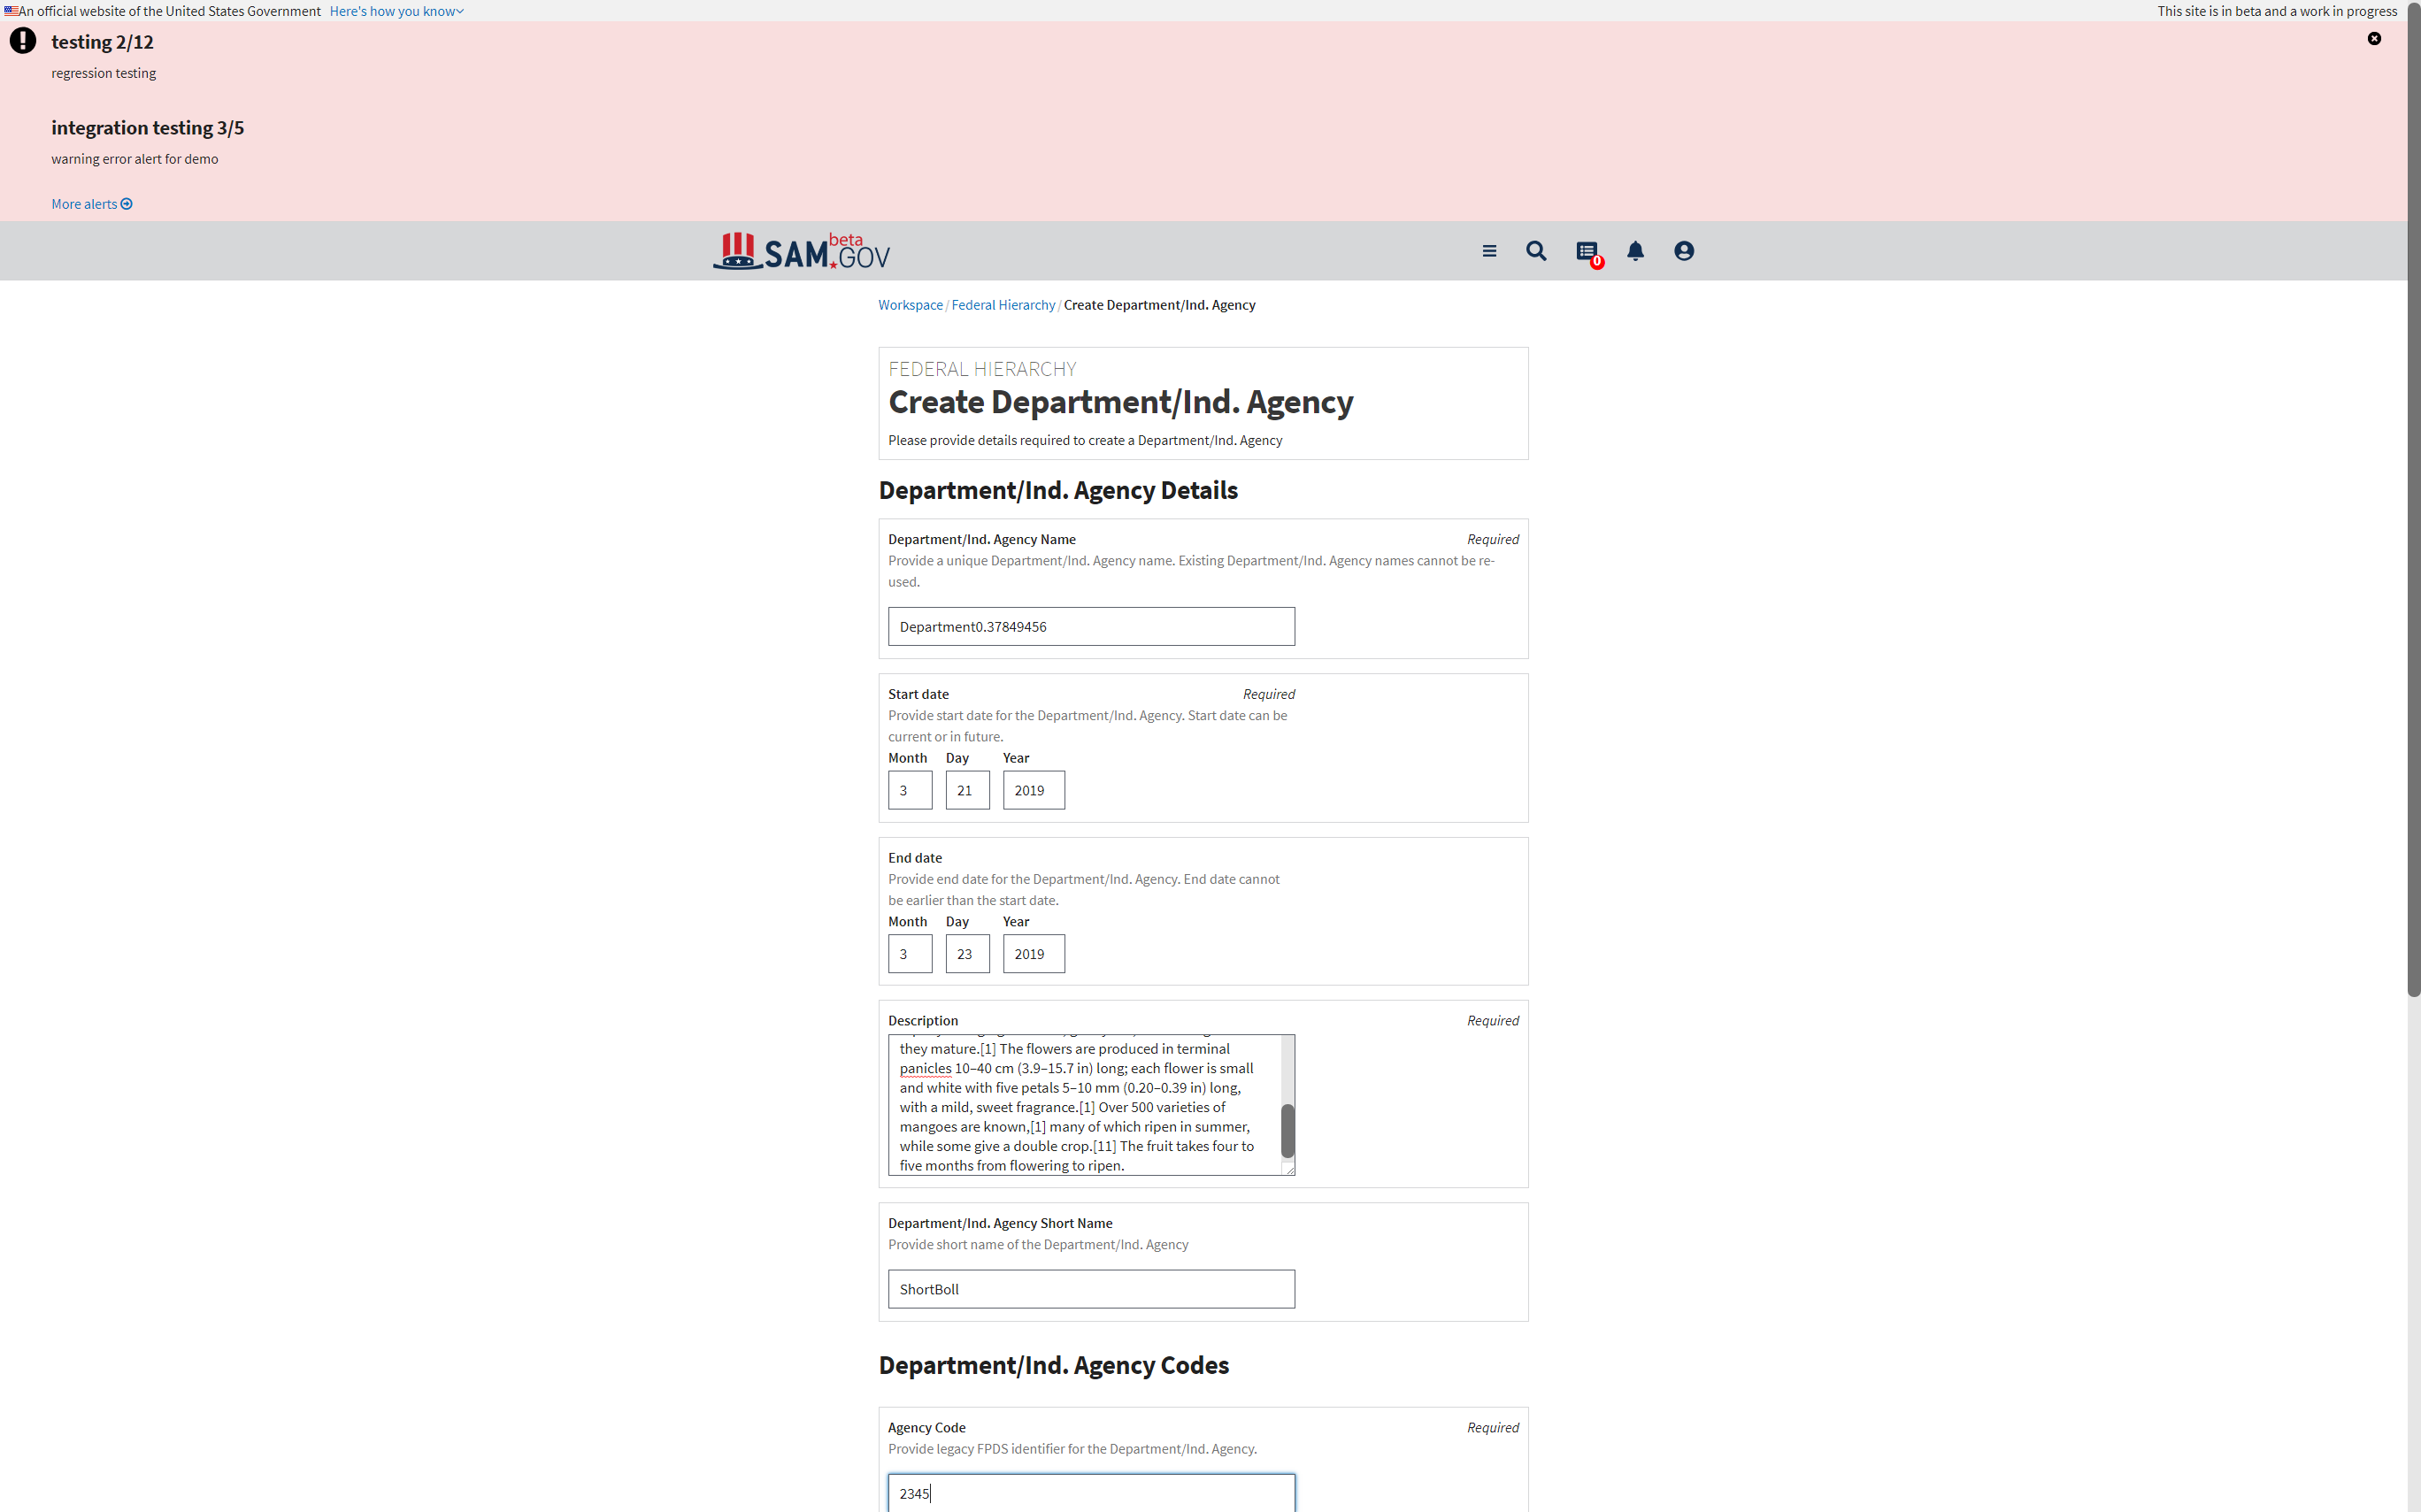 An official website of the United States Government Here's how you know
This site is in beta and a work in progress
testing 2/12
regression testing
integration testing 3/5
warning error alert for demo
More alerts
SAM.GOV beta
0
Workspace / Federal Hierarchy / Create Department/Ind. Agency
FEDERAL HIERARCHY
Create Department/Ind. Agency
Please provide details required to create a Department/Ind. Agency
Department/Ind. Agency Details
Department/Ind. Agency Name Required
Provide a unique Department/Ind. Agency name. Existing Department/Ind. Agency names cannot be re-
used.
Department0.37849456
Start date Required
Provide start date for the Department/Ind. Agency. Start date can be
current or in future.
Month Day Year
3 21 2019
End date
Provide end date for the Department/Ind. Agency. End date cannot
be earlier than the start date.
Month Day Year
3 23 2019
Description Required
they mature.[1] The flowers are produced in terminal
panicles 10–40 cm (3.9–15.7 in) long; each flower is small
and white with five petals 5–10 mm (0.20–0.39 in) long,
with a mild, sweet fragrance.[1] Over 500 varieties of
mangoes are known,[1] many of which ripen in summer,
while some give a double crop.[11] The fruit takes four to
five months from flowering to ripen.
Department/Ind. Agency Short Name
Provide short name of the Department/Ind. Agency
ShortBoll
Department/Ind. Agency Codes
Agency Code Required
Provide legacy FPDS identifier for the Department/Ind. Agency.
2345